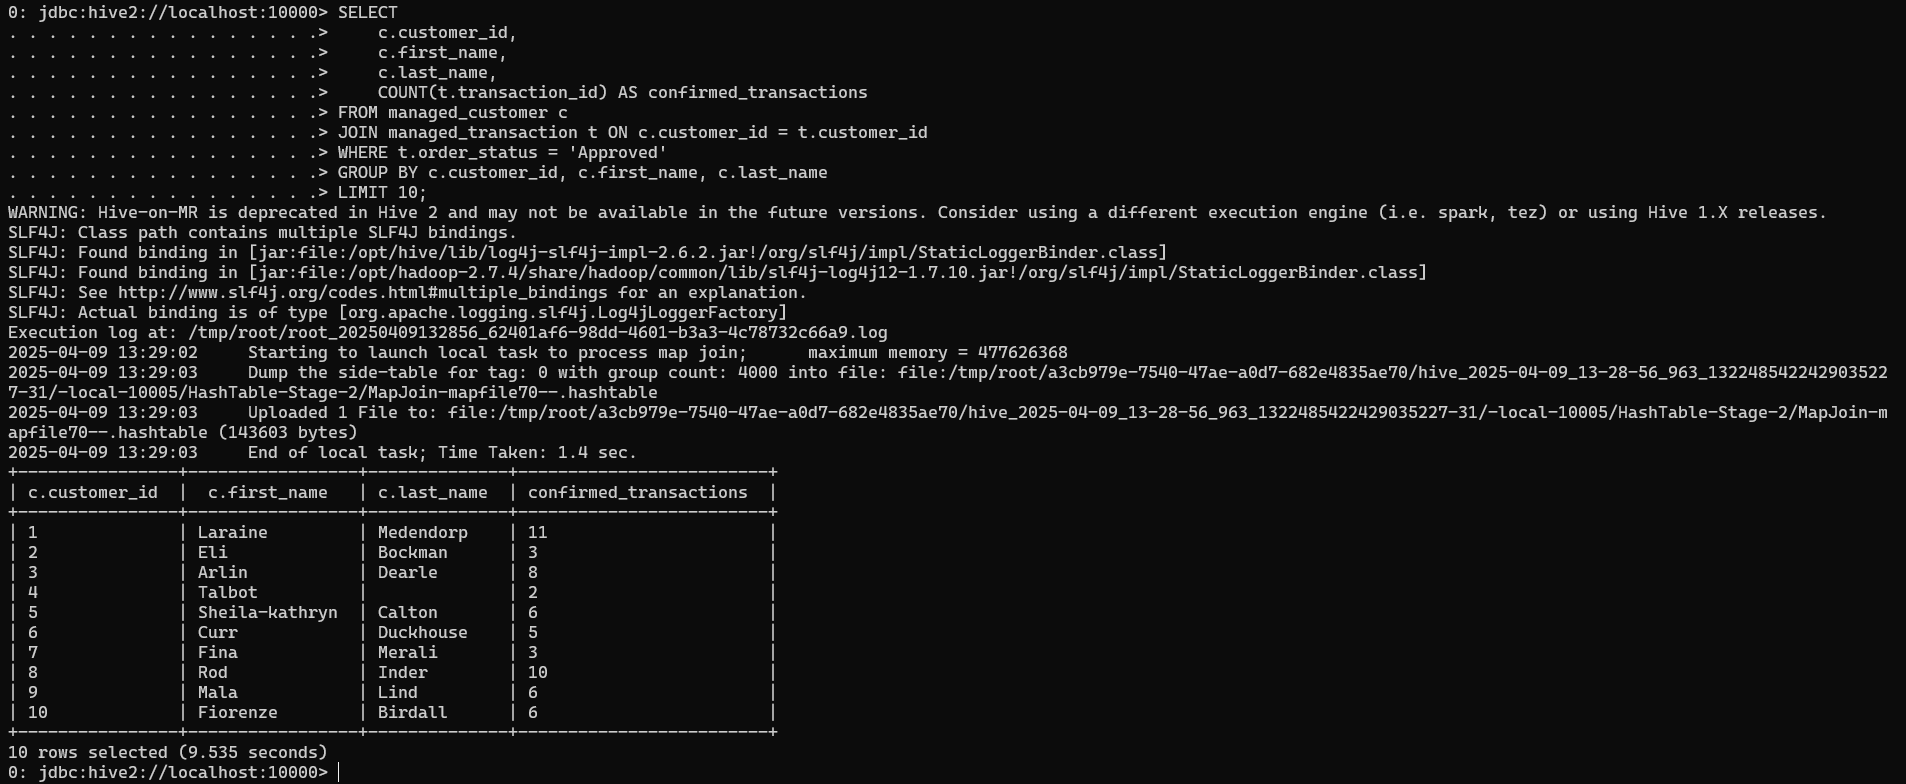 0: jdbc:hive2://localhost:10000> SELECT
. . . . . . . . . . . . . . . .>     c.customer_id,
. . . . . . . . . . . . . . . .>     c.first_name,
. . . . . . . . . . . . . . . .>     c.last_name,
. . . . . . . . . . . . . . . .>     COUNT(t.transaction_id) AS confirmed_transactions
. . . . . . . . . . . . . . . .> FROM managed_customer c
. . . . . . . . . . . . . . . .> JOIN managed_transaction t ON c.customer_id = t.customer_id
. . . . . . . . . . . . . . . .> WHERE t.order_status = 'Approved'
. . . . . . . . . . . . . . . .> GROUP BY c.customer_id, c.first_name, c.last_name
. . . . . . . . . . . . . . . .> LIMIT 10;
WARNING: Hive-on-MR is deprecated in Hive 2 and may not be available in the future versions. Consider using a different execution engine (i.e. spark, tez) or using Hive 1.X releases.
SLF4J: Class path contains multiple SLF4J bindings.
SLF4J: Found binding in [jar:file:/opt/hive/lib/log4j-slf4j-impl-2.6.2.jar!/org/slf4j/impl/StaticLoggerBinder.class]
SLF4J: Found binding in [jar:file:/opt/hadoop-2.7.4/share/hadoop/common/lib/slf4j-log4j12-1.7.10.jar!/org/slf4j/impl/StaticLoggerBinder.class]
SLF4J: See http://www.slf4j.org/codes.html#multiple_bindings for an explanation.
SLF4J: Actual binding is of type [org.apache.logging.slf4j.Log4jLoggerFactory]
Execution log at: /tmp/root/root_20250409132856_62401af6-98dd-4601-b3a3-4c78732c66a9.log
2025-04-09 13:29:02     Starting to launch local task to process map join;      maximum memory = 477626368
2025-04-09 13:29:03     Dump the side-table for tag: 0 with group count: 4000 into file: file:/tmp/root/a3cb979e-7540-47ae-a0d7-682e4835ae70/hive_2025-04-09_13-28-56_963_132248542242903522
7-31/-local-10005/HashTable-Stage-2/MapJoin-mapfile70--.hashtable
2025-04-09 13:29:03     Uploaded 1 File to: file:/tmp/root/a3cb979e-7540-47ae-a0d7-682e4835ae70/hive_2025-04-09_13-28-56_963_1322485422429035227-31/-local-10005/HashTable-Stage-2/MapJoin-m
apfile70--.hashtable (143603 bytes)
2025-04-09 13:29:03     End of local task; Time Taken: 1.4 sec.
+----------------+-----------------+--------------+-------------------------+
| c.customer_id  |  c.first_name   | c.last_name  | confirmed_transactions  |
+----------------+-----------------+--------------+-------------------------+
| 1              | Laraine         | Medendorp    | 11                      |
| 2              | Eli             | Bockman      | 3                       |
| 3              | Arlin           | Dearle       | 8                       |
| 4              | Talbot          |              | 2                       |
| 5              | Sheila-kathryn  | Calton       | 6                       |
| 6              | Curr            | Duckhouse    | 5                       |
| 7              | Fina            | Merali       | 3                       |
| 8              | Rod             | Inder        | 10                      |
| 9              | Mala            | Lind         | 6                       |
| 10             | Fiorenze        | Birdall      | 6                       |
+----------------+-----------------+--------------+-------------------------+
10 rows selected (9.535 seconds)
0: jdbc:hive2://localhost:10000>